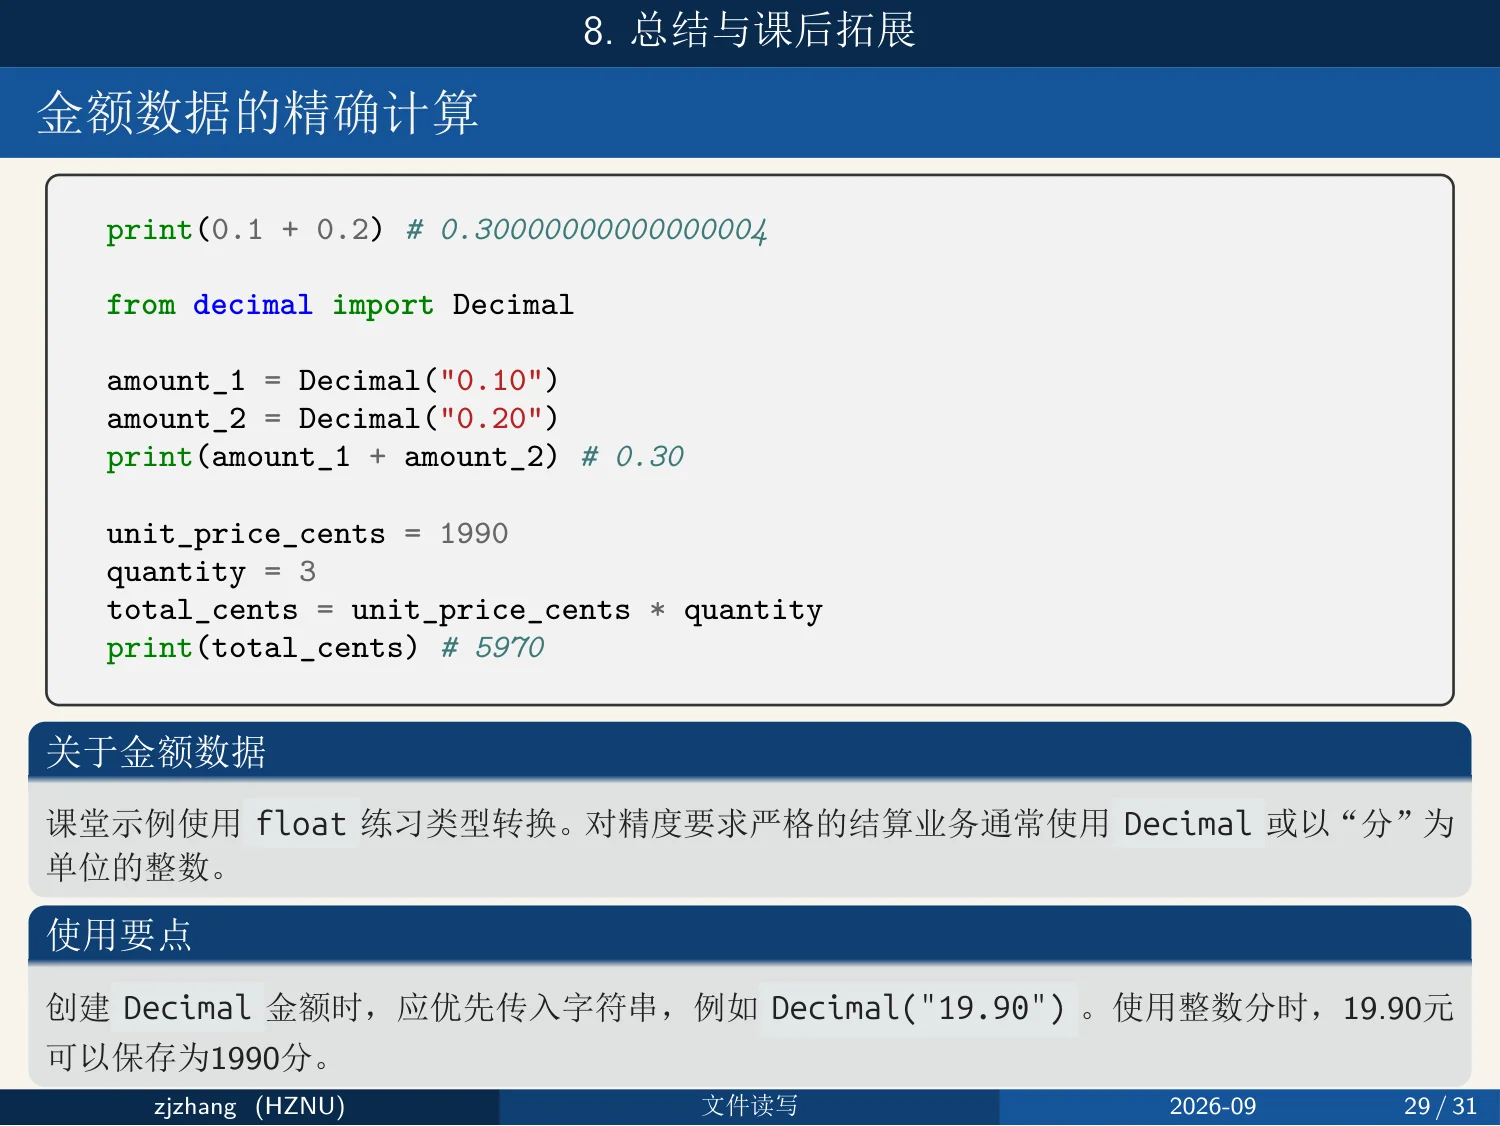 8. 总结与课后拓展
金额数据的精确计算
print(0.1 + 0.2) # 0.30000000000000004
from decimal import Decimal
amount_1 = Decimal("0.10")
amount_2 = Decimal("0.20")
print(amount_1 + amount_2) # 0.30
unit_price_cents = 1990
quantity = 3
total_cents = unit_price_cents * quantity
print(total_cents) # 5970
关于金额数据
课堂示例使用 float 练习类型转换。对精度要求严格的结算业务通常使用 Decimal 或以“分”为
单位的整数。
使用要点
创建 Decimal 金额时，应优先传入字符串，例如 Decimal("19.90") 。使用整数分时，19.90元
可以保存为1990分。
zjzhang (HZNU) 文件读写 2026-09 29 / 31